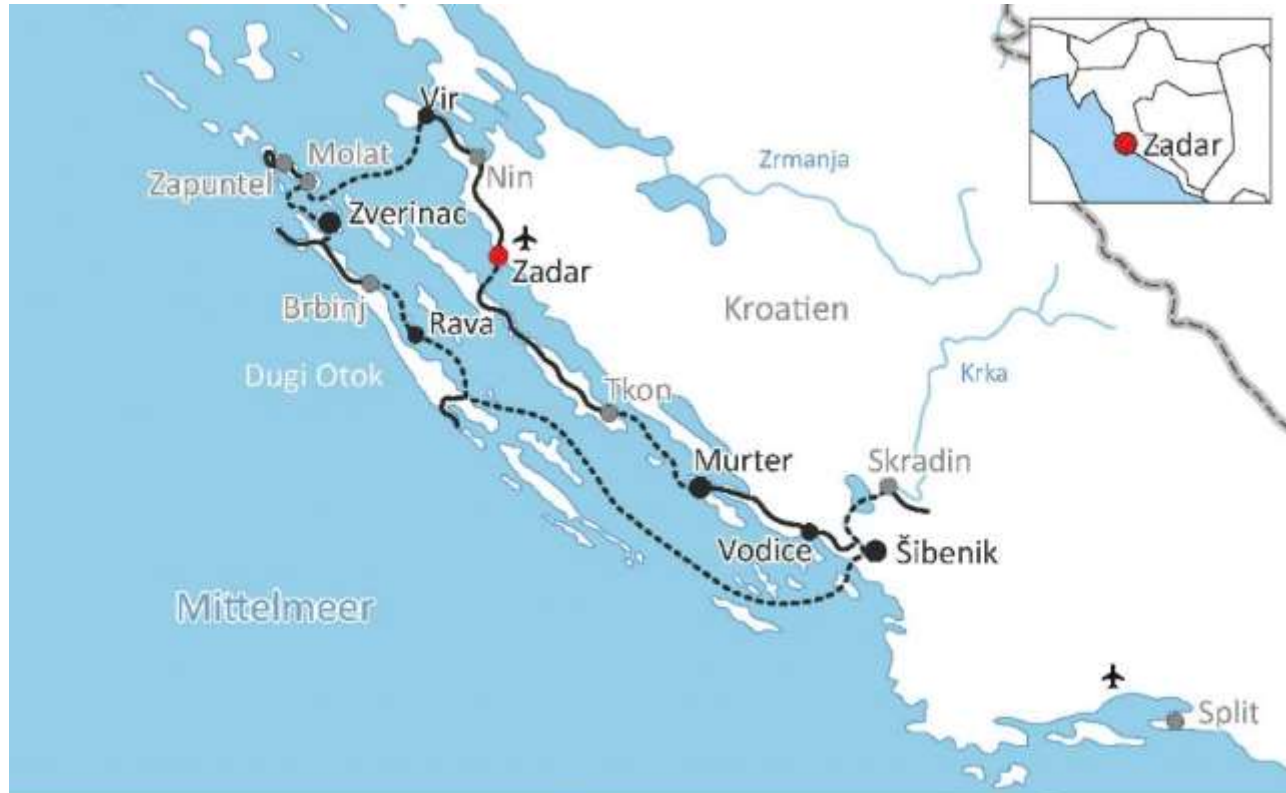 Vir
Zadar
Molat
Nin
Zrmanja
Zapuntel
Zverinac
Zadar
Brbinj
Rava
Kroatien
Dugi Otok
Krka
Tkon
Murter
Skradin
Vodice
Šibenik
Mittelmeer
Split